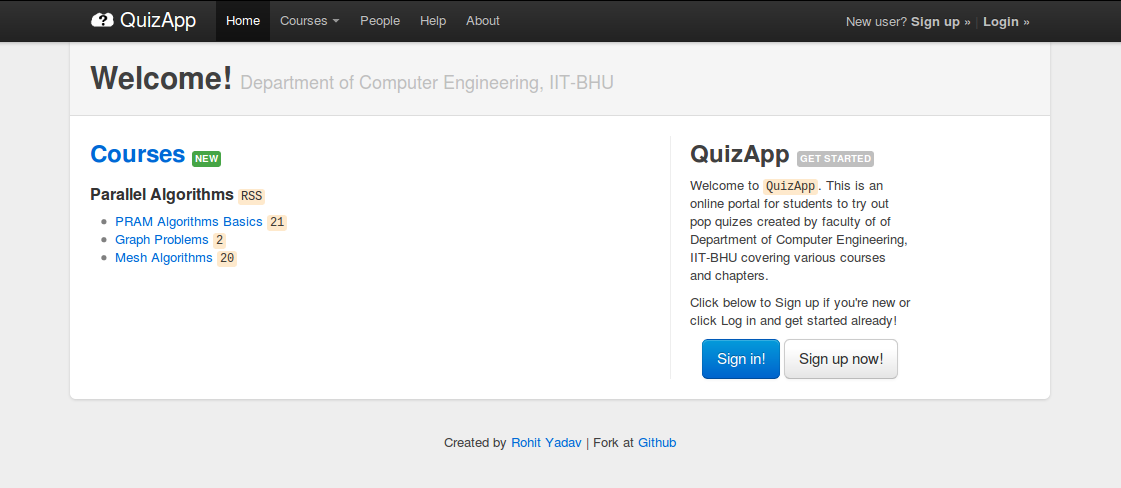 QuizApp Home Courses People Help About New user? Sign up » | Login »
Welcome! Department of Computer Engineering, IIT-BHU
Courses NEW
Parallel Algorithms RSS
PRAM Algorithms Basics 21
Graph Problems 2
Mesh Algorithms 20
QuizApp GET STARTED
Welcome to QuizApp. This is an
online portal for students to try out
pop quizes created by faculty of of
Department of Computer Engineering,
IIT-BHU covering various courses
and chapters.
Click below to Sign up if you're new or
click Log in and get started already!
Sign in! Sign up now!
Created by Rohit Yadav | Fork at Github